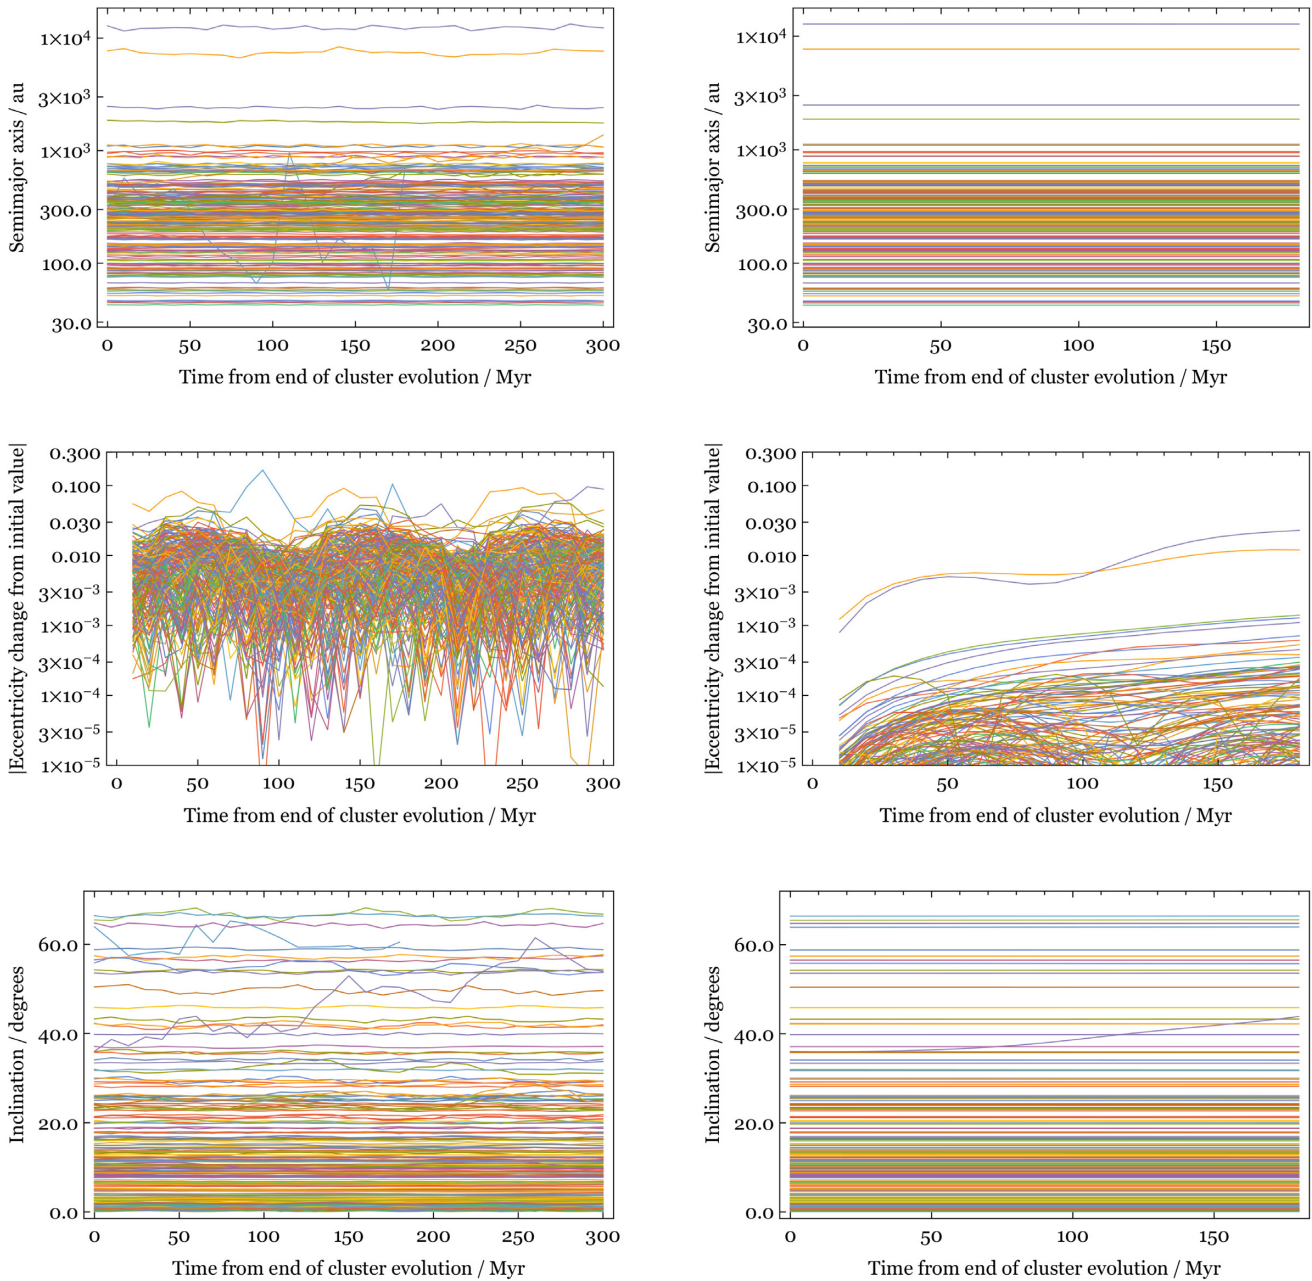 Semimajor axis / au
1×10⁴
3×10³
1×10³
300.0
100.0
30.0
0 50 100 150 200 250 300
Time from end of cluster evolution / Myr
Semimajor axis / au
1×10⁴
3×10³
1×10³
300.0
100.0
30.0
0 50 100 150
Time from end of cluster evolution / Myr
|Eccentricity change from initial value|
0.300
0.100
0.030
0.010
3×10⁻³
1×10⁻³
3×10⁻⁴
1×10⁻⁴
3×10⁻⁵
1×10⁻⁵
0 50 100 150 200 250 300
Time from end of cluster evolution / Myr
|Eccentricity change from initial value|
0.300
0.100
0.030
0.010
3×10⁻³
1×10⁻³
3×10⁻⁴
1×10⁻⁴
3×10⁻⁵
1×10⁻⁵
0 50 100 150
Time from end of cluster evolution / Myr
Inclination / degrees
60.0
40.0
20.0
0.0
0 50 100 150 200 250 300
Time from end of cluster evolution / Myr
Inclination / degrees
60.0
40.0
20.0
0.0
0 50 100 150
Time from end of cluster evolution / Myr